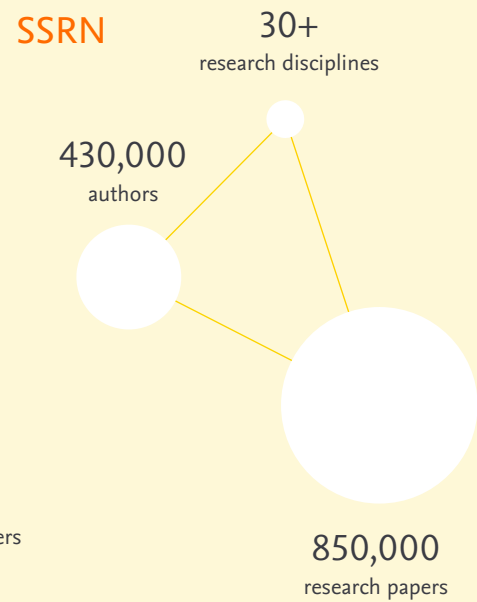 SSRN
30+
research disciplines
430,000
authors
850,000
research papers